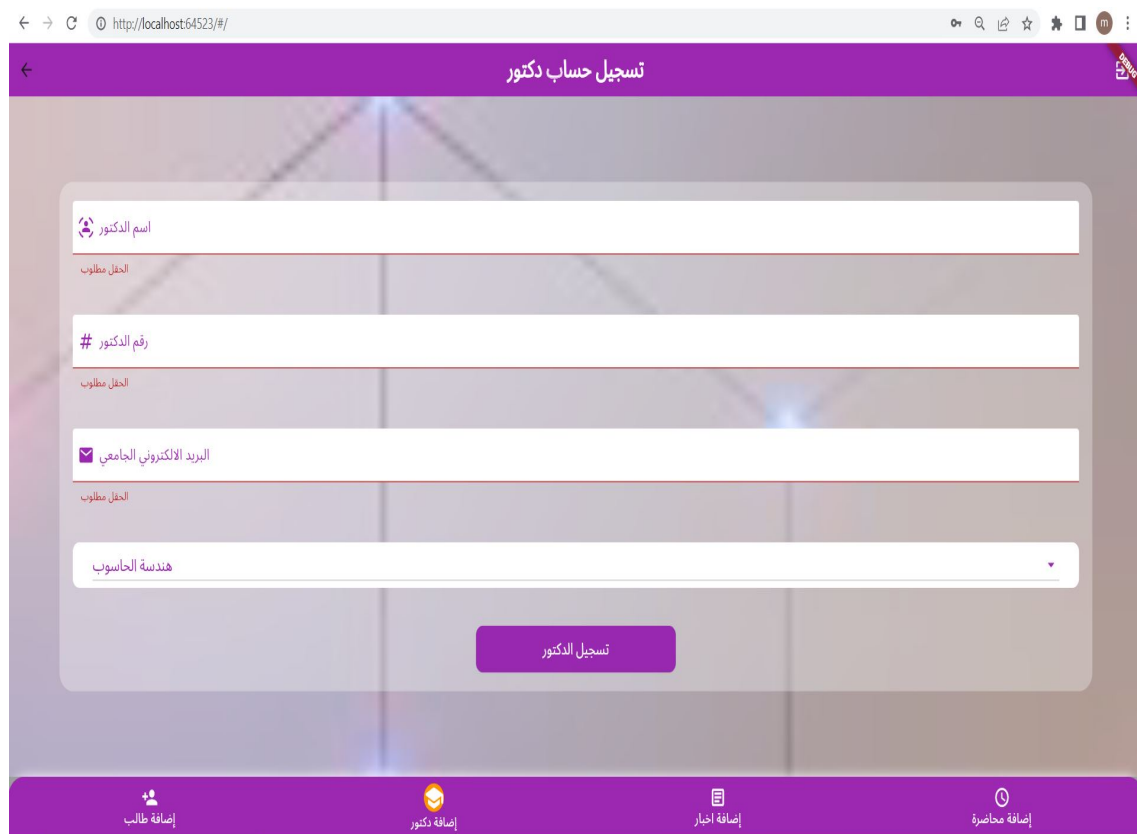 http://localhost:64523/#/
m
تسجيل حساب دكتور
DEBUG
اسم الدكتور
الحقل مطلوب
رقم الدكتور #
الحقل مطلوب
البريد الالكتروني الجامعي
الحقل مطلوب
هندسة الحاسوب
تسجيل الدكتور
إضافة محاضرة
إضافة اخبار
إضافة دكتور
إضافة طالب